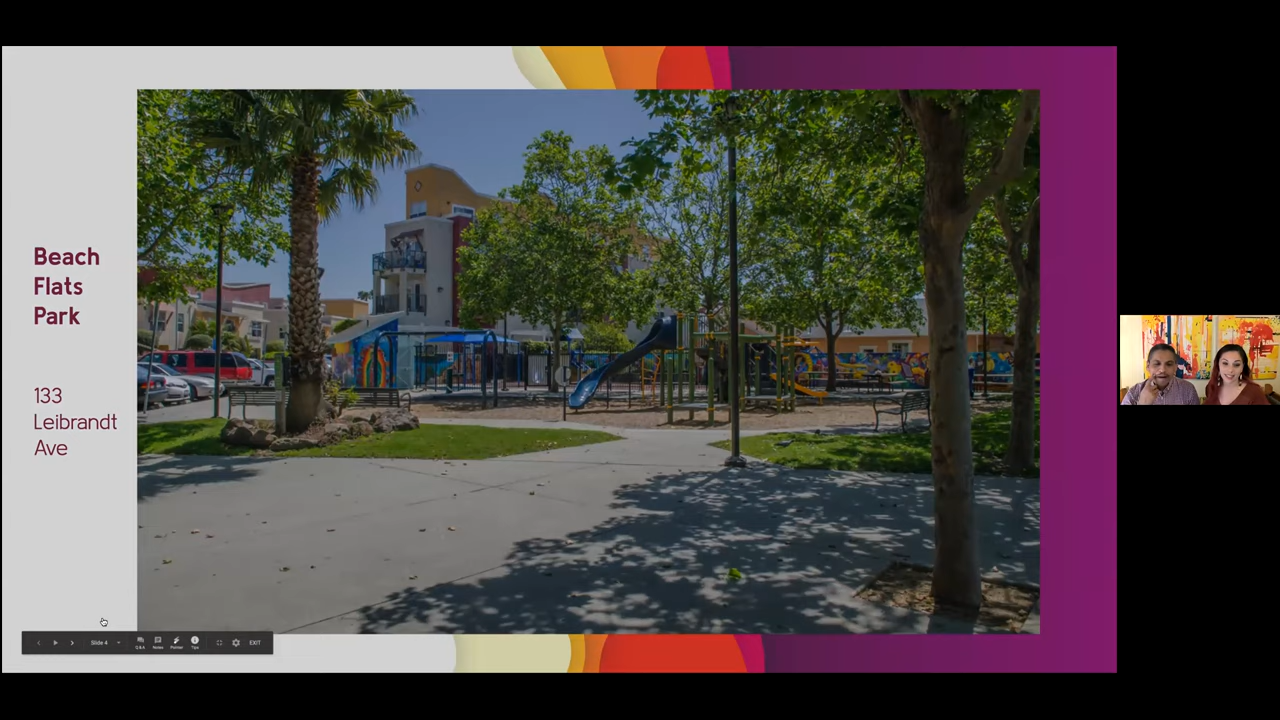 Beach
Flats
Park
133
Leibrandt
Ave
Slide 4
Q&A
Notes
Pointer
Tips
EXIT